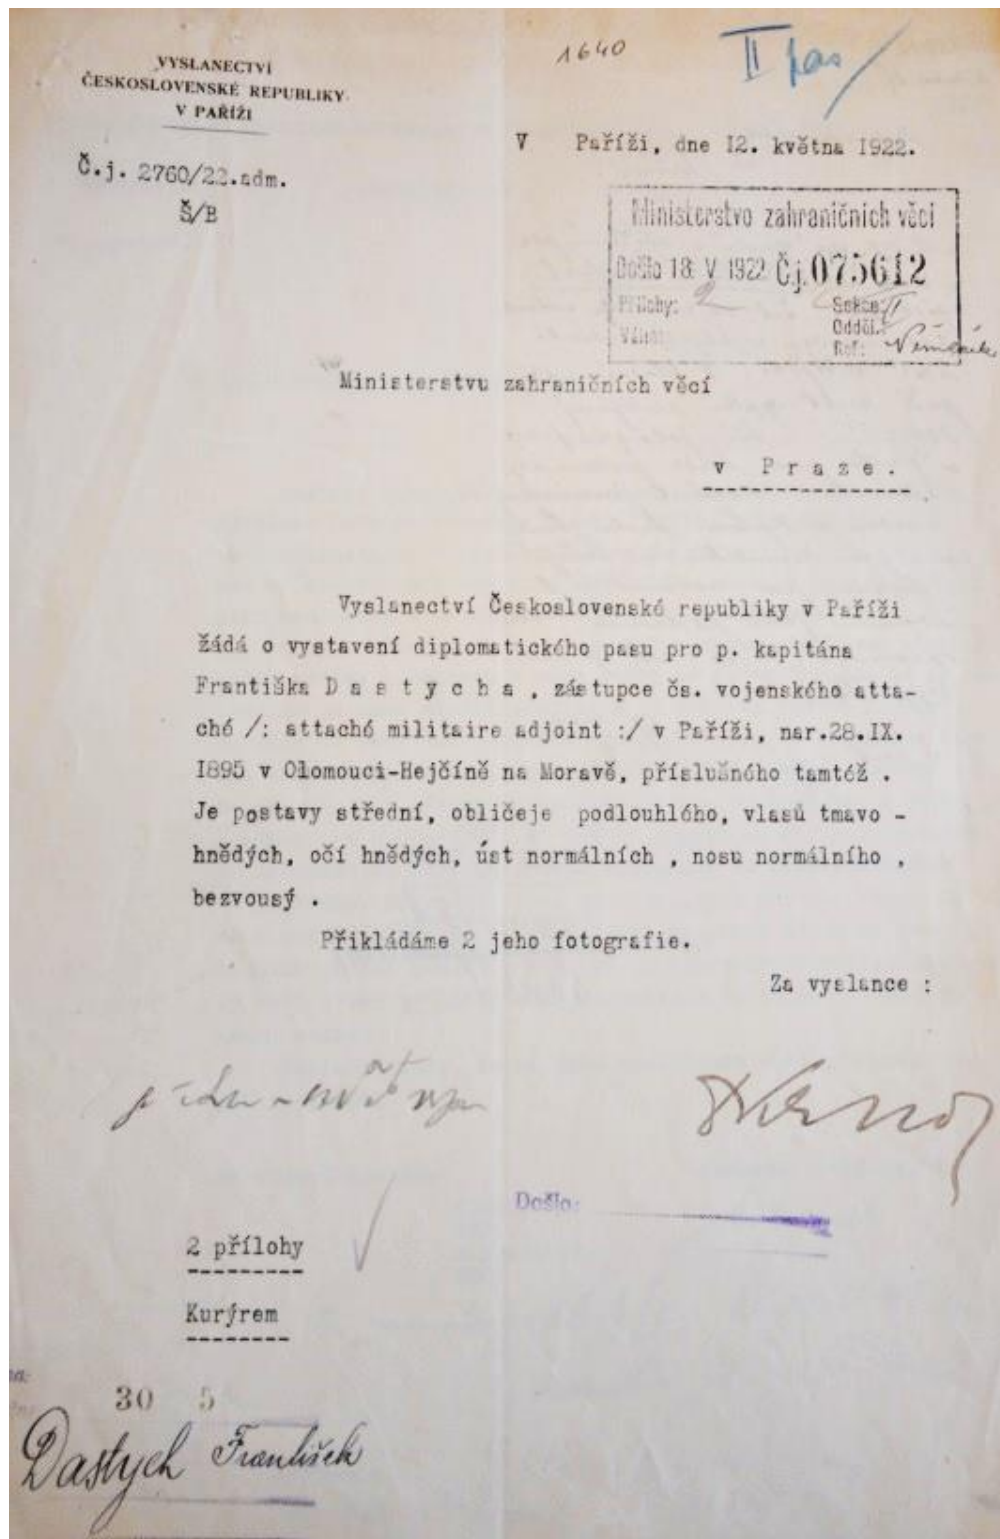 1640
II pas
VYSLANECTVÍ
ČESKOSLOVENSKÉ REPUBLIKY
V PAŘÍŽI
V Paříži, dne 12. května 1922.
Č.j. 2760/22.adm.
Š/B
Ministerstvo zahraničních věcí
Došlo 18. V 1922 Č.j. 075612
Přílohy: 2 Sekce: II
Odděl.:
Ref:
Ministerstvu zahraničních věcí
v Praze.
Vyslanectví Československé republiky v Paříži
žádá o vystavení diplomatického pasu pro p. kapitána
Františka Dastycha, zástupce čs. vojenského atta-
ché /: attaché militaire adjoint :/ v Paříži, nar.28.IX.
1895 v Olomouci-Hejčíně na Moravě, příslušného tamtéž .
Je postavy střední, obličeje podlouhlého, vlasů tmavo -
hnědých, očí hnědých, úst normálních , nosu normálního ,
bezvousý .
Přikládáme 2 jeho fotografie.
Za vyslance :
Došlo:
2 přílohy
Kurýrem
30 5
Dastych František